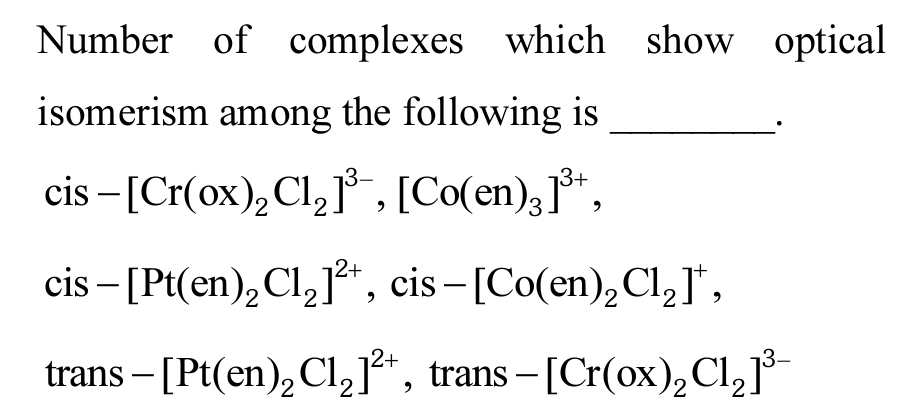 Number of complexes which show optical
isomerism among the following is ________.
cis – [Cr(ox)₂Cl₂]³⁻, [Co(en)₃]³⁺,
cis – [Pt(en)₂Cl₂]²⁺, cis – [Co(en)₂Cl₂]⁺,
trans – [Pt(en)₂Cl₂]²⁺, trans – [Cr(ox)₂Cl₂]³⁻